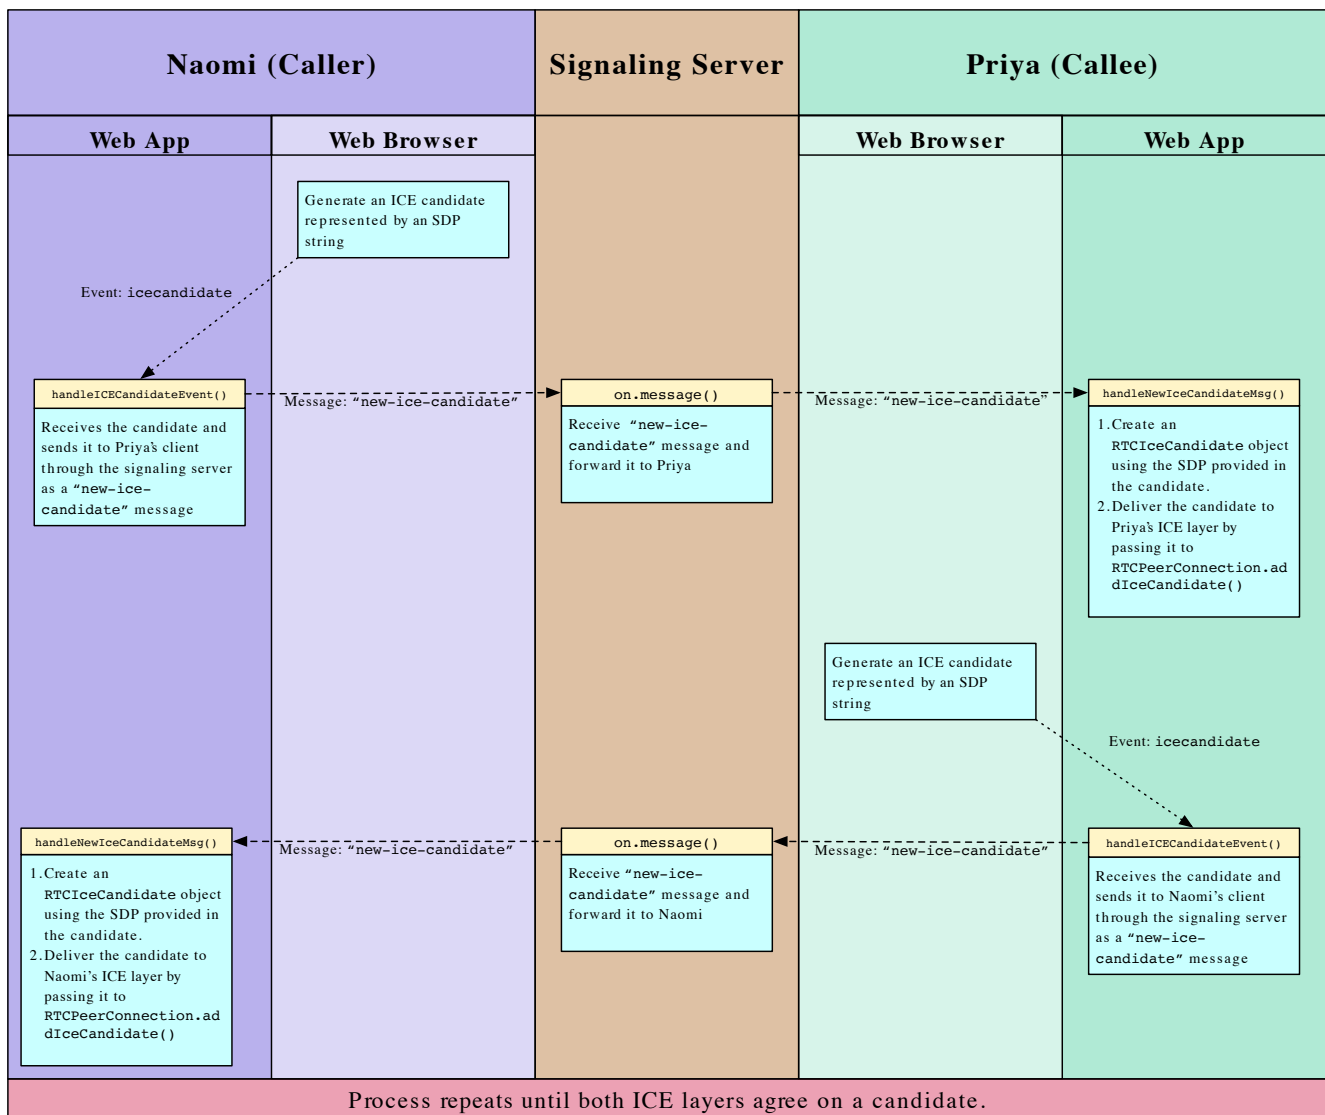 Naomi (Caller)
Signaling Server
Priya (Callee)
Web App
Web Browser
Web Browser
Web App
Generate an ICE candidate
represented by an SDP
string
Event: icecandidate
handleICECandidateEvent()
Receives the candidate and
sends it to Priya's client
through the signaling server
as a “new-ice-
candidate” message
Message: “new-ice-candidate”
on.message()
Receive “new-ice-
candidate” message and
forward it to Priya
Message: “new-ice-candidate”
handleNewIceCandidateMsg()
1. Create an
RTCIceCandidate object
using the SDP provided in
the candidate.
2. Deliver the candidate to
Priya's ICE layer by
passing it to
RTCPeerConnection.ad
dIceCandidate()
Generate an ICE candidate
represented by an SDP
string
Event: icecandidate
handleICECandidateEvent()
Receives the candidate and
sends it to Naomi's client
through the signaling server
as a “new-ice-
candidate” message
Message: “new-ice-candidate”
on.message()
Receive “new-ice-
candidate” message and
forward it to Naomi
Message: “new-ice-candidate”
handleNewIceCandidateMsg()
1. Create an
RTCIceCandidate object
using the SDP provided in
the candidate.
2. Deliver the candidate to
Naomi's ICE layer by
passing it to
RTCPeerConnection.ad
dIceCandidate()
Process repeats until both ICE layers agree on a candidate.